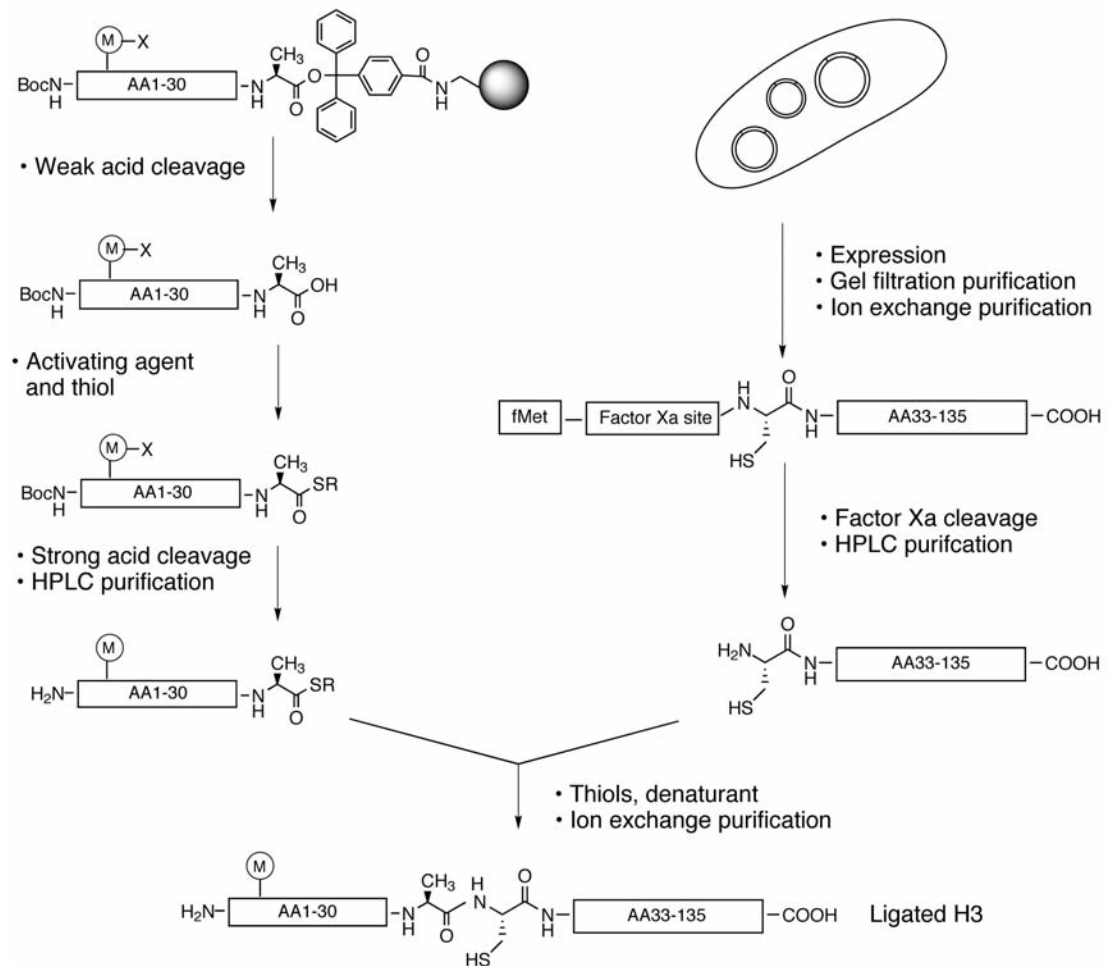 M
X
BocN
H
AA1-30
N
H
CH3
O
O
O
N
H
• Weak acid cleavage
M
X
BocN
H
AA1-30
N
H
CH3
OH
O
• Expression
• Gel filtration purification
• Ion exchange purification
• Activating agent
and thiol
M
X
BocN
H
AA1-30
N
H
CH3
SR
O
fMet
Factor Xa site
H
N
O
N
H
HS
AA33-135
COOH
• Strong acid cleavage
• HPLC purification
• Factor Xa cleavage
• HPLC purifcation
M
H2N
AA1-30
N
H
CH3
SR
O
H2N
O
N
H
HS
AA33-135
COOH
• Thiols, denaturant
• Ion exchange purification
M
H2N
AA1-30
N
H
CH3
O
H
N
O
N
H
HS
AA33-135
COOH
Ligated H3